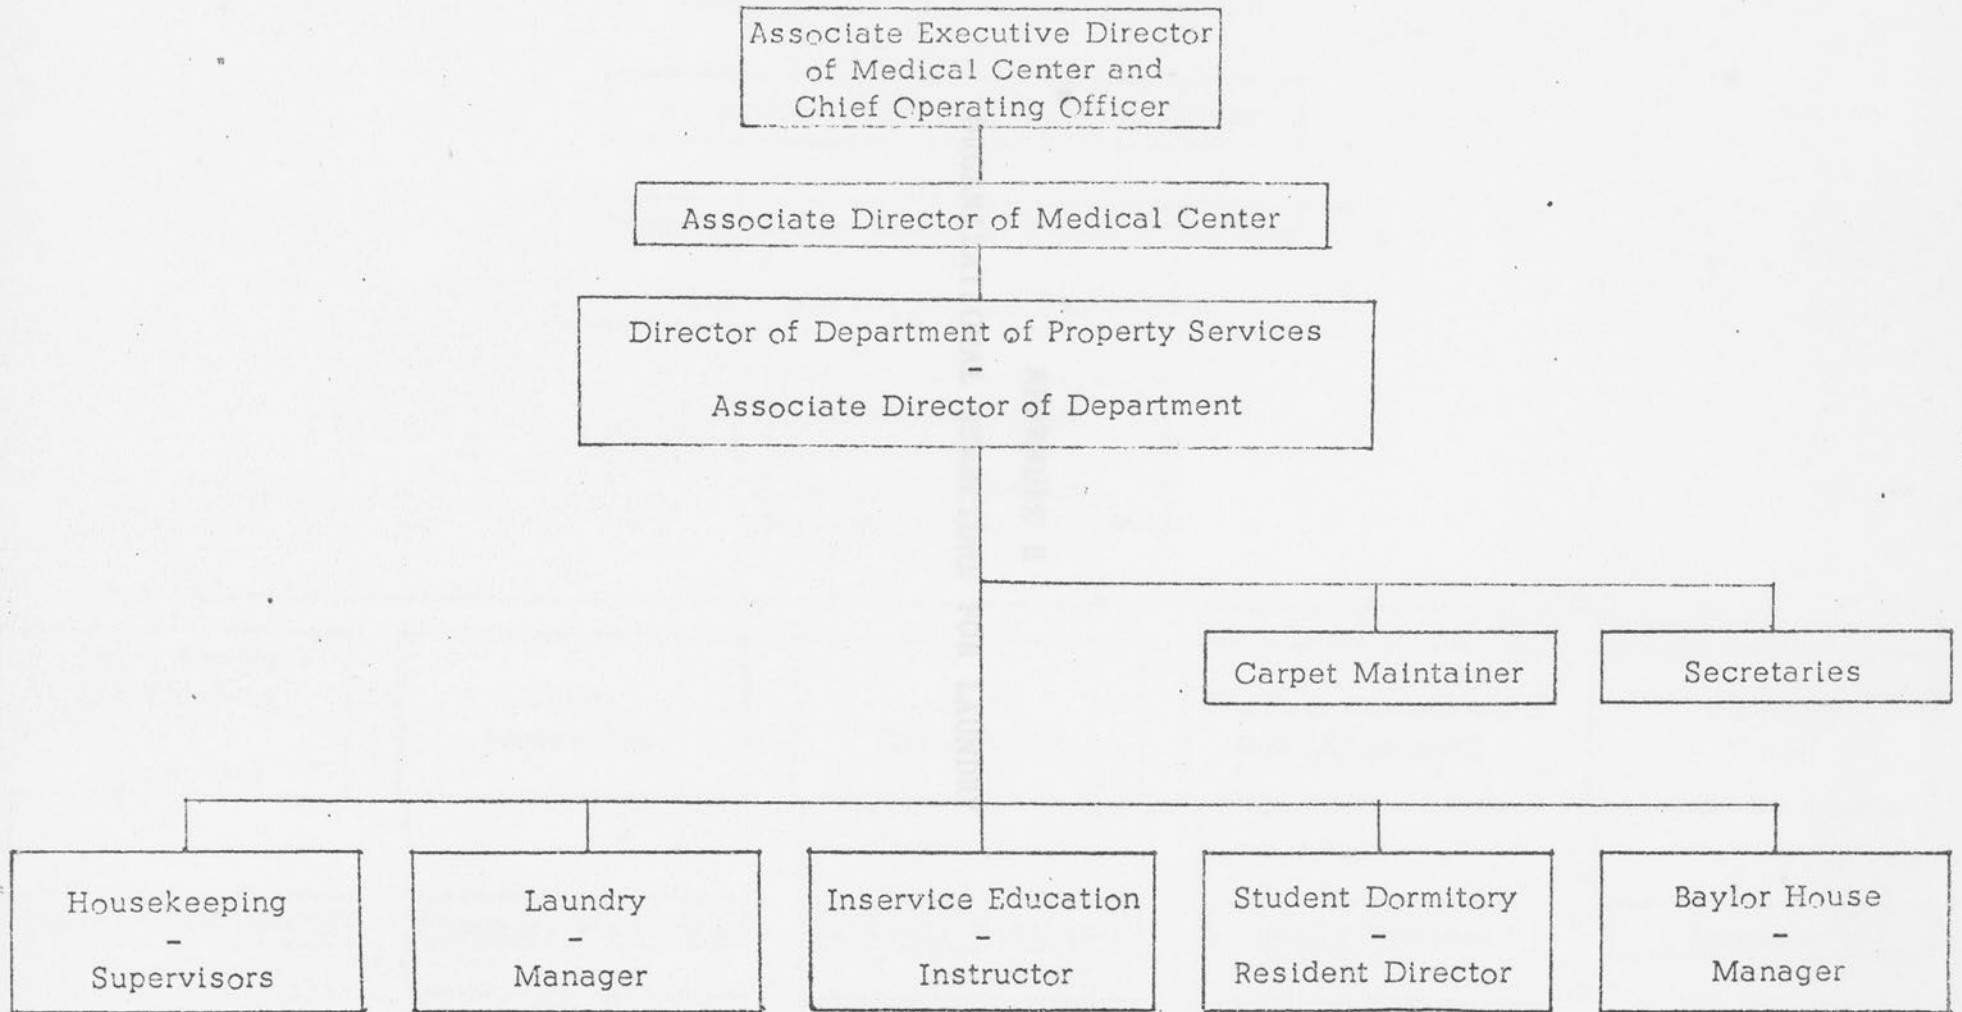 Associate Executive Director
of Medical Center and
Chief Operating Officer
Associate Director of Medical Center
Director of Department of Property Services
-
Associate Director of Department
Carpet Maintainer
Secretaries
Housekeeping
-
Supervisors
Laundry
-
Manager
Inservice Education
-
Instructor
Student Dormitory
-
Resident Director
Baylor House
-
Manager